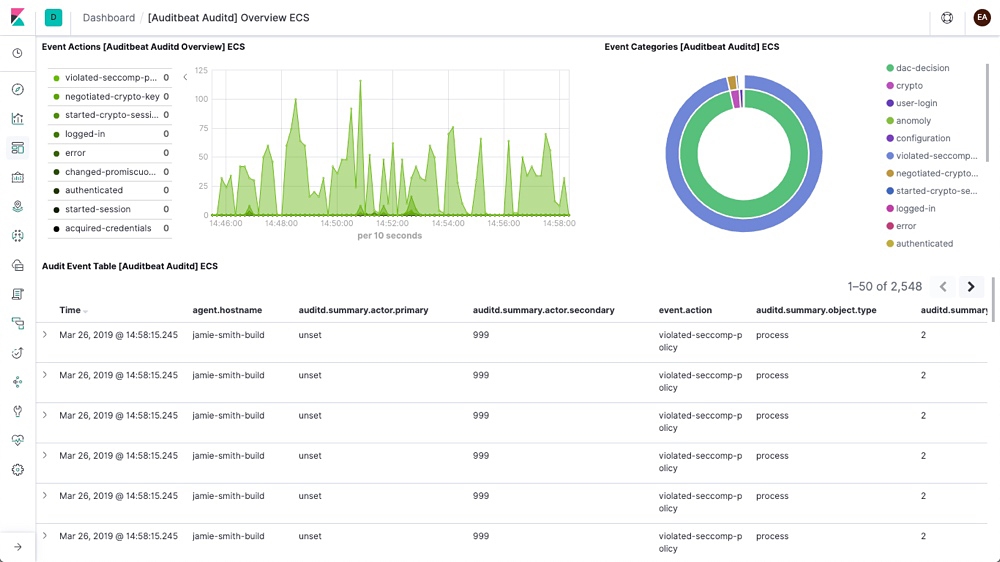 D Dashboard / [Auditbeat Auditd] Overview ECS EA
Event Actions [Auditbeat Auditd Overview] ECS
violated-seccomp-p... 0
negotiated-crypto-key 0
started-crypto-sessi... 0
logged-in 0
error 0
changed-promiscuo... 0
authenticated 0
started-session 0
acquired-credentials 0
125
100
75
50
25
0
14:46:00 14:48:00 14:50:00 14:52:00 14:54:00 14:56:00 14:58:00
per 10 seconds
Event Categories [Auditbeat Auditd] ECS
dac-decision
crypto
user-login
anomoly
configuration
violated-seccomp...
negotiated-crypto...
started-crypto-se...
logged-in
error
authenticated
Audit Event Table [Auditbeat Auditd] ECS
1–50 of 2,548
Time agent.hostname auditd.summary.actor.primary auditd.summary.actor.secondary event.action auditd.summary.object.type auditd.summary
Mar 26, 2019 @ 14:58:15.245 jamie-smith-build unset 999 violated-seccomp-p process 2
olicy
Mar 26, 2019 @ 14:58:15.245 jamie-smith-build unset 999 violated-seccomp-p process 2
olicy
Mar 26, 2019 @ 14:58:15.245 jamie-smith-build unset 999 violated-seccomp-p process 2
olicy
Mar 26, 2019 @ 14:58:15.245 jamie-smith-build unset 999 violated-seccomp-p process 2
olicy
Mar 26, 2019 @ 14:58:15.245 jamie-smith-build unset 999 violated-seccomp-p process 2
olicy
Mar 26, 2019 @ 14:58:15.245 jamie-smith-build unset 999 violated-seccomp-p process 2
olicy